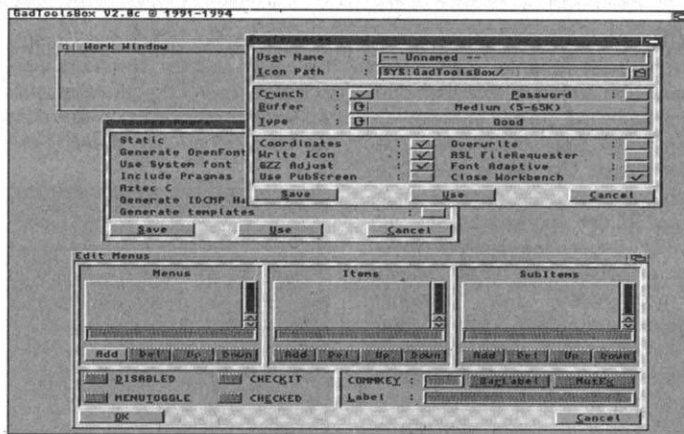 GadToolsBox V2.0c © 1991-1994
Preferences
Work Window
User Name : -- Unnamed --
Icon Path : SYS:GadToolsBox/
Crunch :
Password :
Buffer : Medium (5-65K)
Type : Good
Coordinates :
Overwrite :
Write Icon :
ASL FileRequester :
GZZ Adjust :
Font Adaptive :
Use PubScreen :
Close Workbench :
Save Use Cancel
Static
Generate OpenFont
Use System font
Include Pragmas
Aztec C
Generate IDCMP Ha
Generate templates :
Save Use Cancel
Edit Menus
Menus Items SubItems
Add Del Up Down Add Del Up Down Add Del Up Down
DISABLED CHECKIT COMMKEY : BarLabel MutEx
MENUTOGGLE CHECKED Label :
OK Cancel